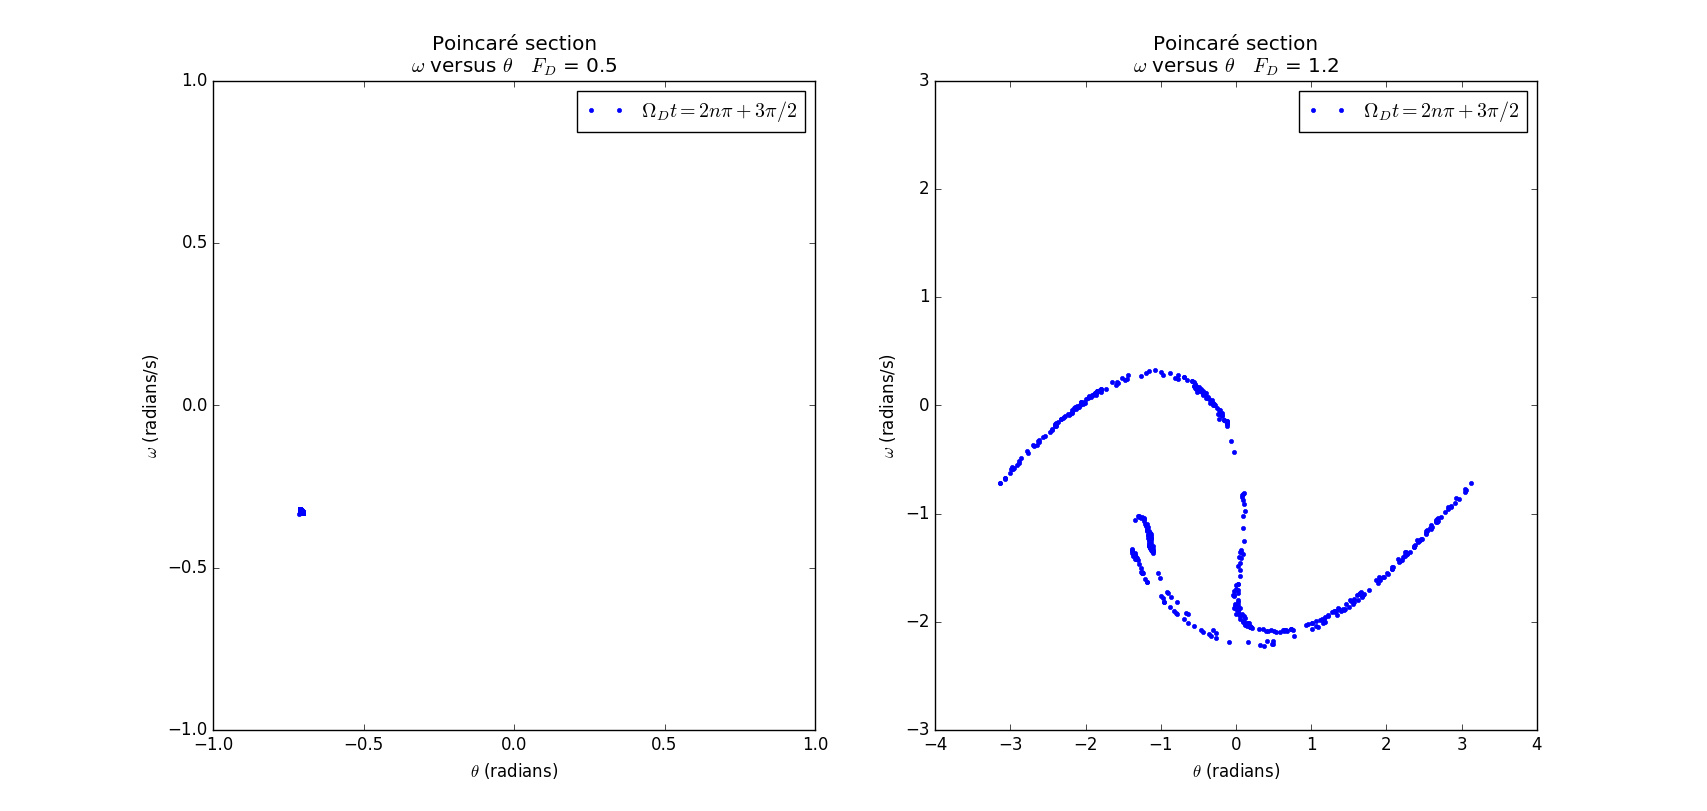 Poincaré section
ω versus θ   F_D = 0.5
Ω_D t = 2nπ + 3π/2
1.0
0.5
0.0
−0.5
−1.0
ω (radians/s)
−1.0 −0.5 0.0 0.5 1.0
θ (radians)
Poincaré section
ω versus θ   F_D = 1.2
Ω_D t = 2nπ + 3π/2
3
2
1
0
−1
−2
−3
ω (radians/s)
−4 −3 −2 −1 0 1 2 3 4
θ (radians)